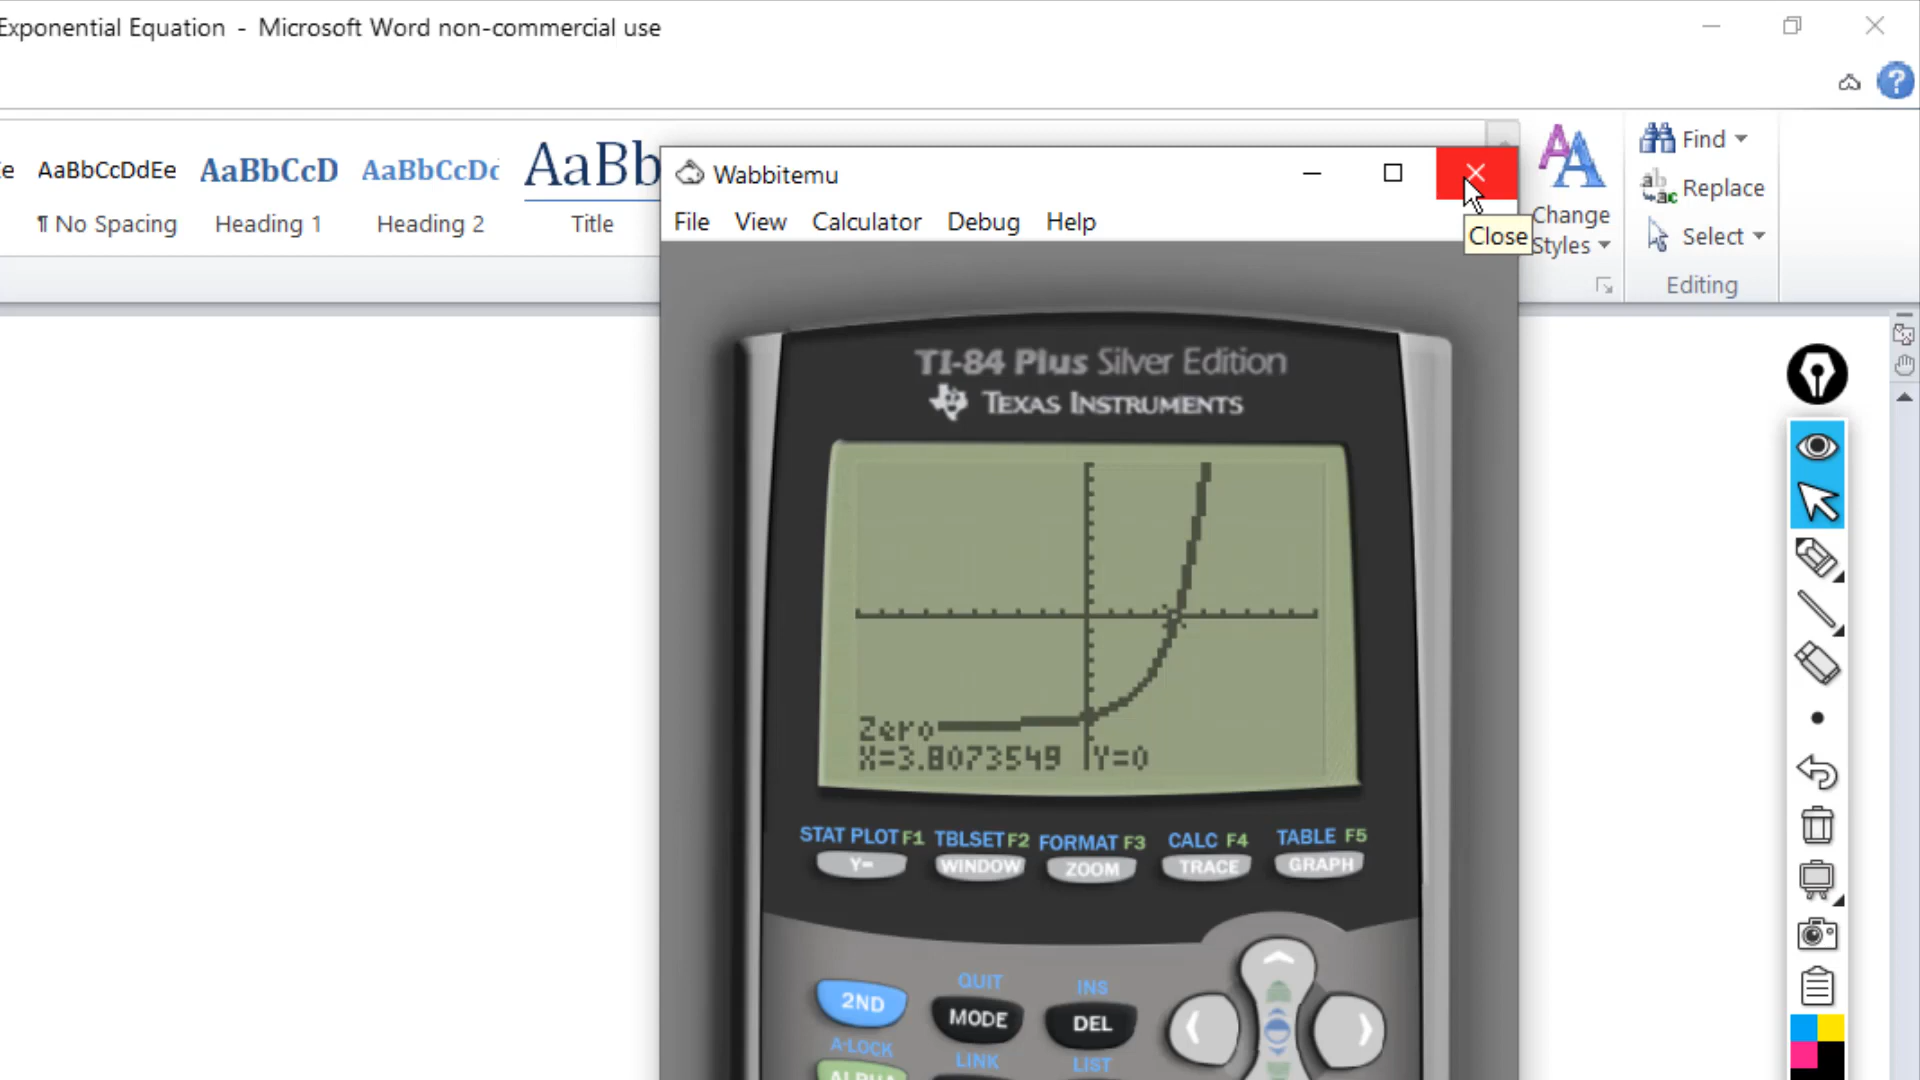 Exponential Equation - Microsoft Word non-commercial use
Ee AaBbCcDdEe AaBbCcD AaBbCcDc AaBb
¶ No Spacing Heading 1 Heading 2 Title
Wabbitemu
File View Calculator Debug Help
Close
Change
Styles
Find
Replace
Select
Editing
TI-84 Plus Silver Edition
TEXAS INSTRUMENTS
Zero
X=3.8073549 Y=0
STAT PLOT F1 TBLSET F2 FORMAT F3 CALC F4 TABLE F5
Y= WINDOW ZOOM TRACE GRAPH
QUIT INS
2ND MODE DEL
A-LOCK LINK LIST
ALPHA